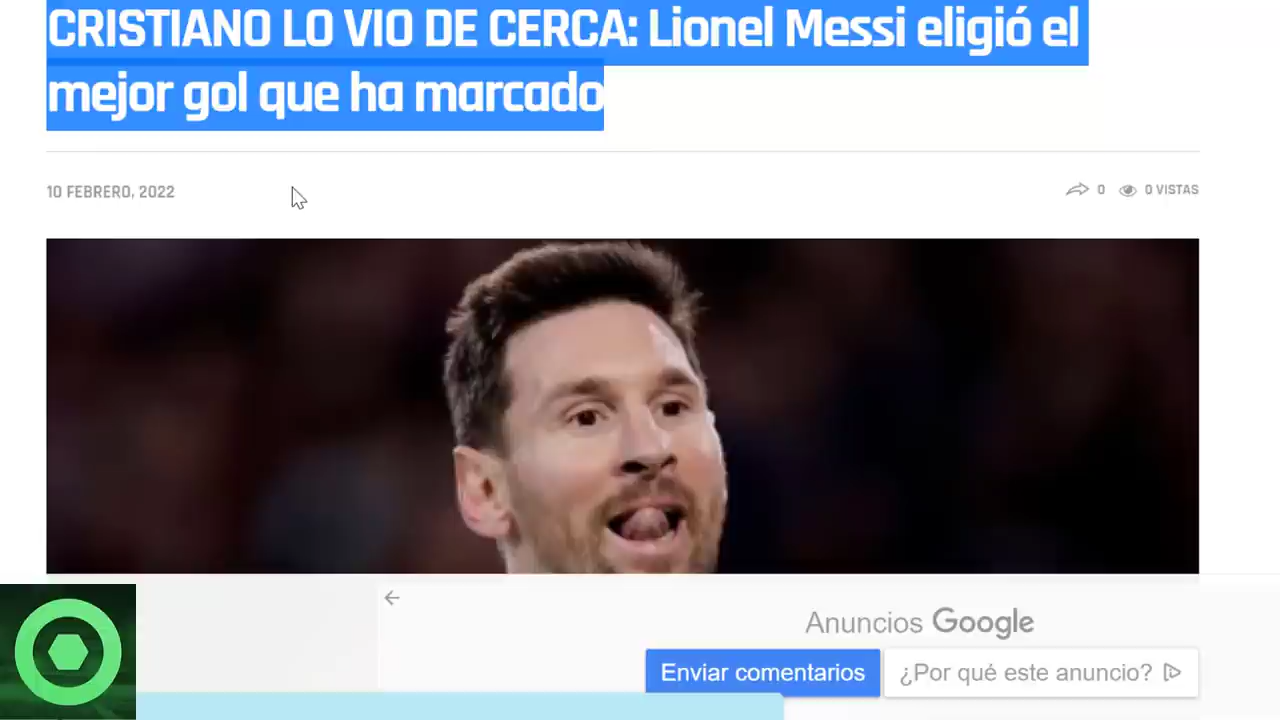 CRISTIANO LO VIO DE CERCA: Lionel Messi eligió el
mejor gol que ha marcado
10 FEBRERO, 2022
0
0 VISTAS
Anuncios Google
Enviar comentarios
¿Por qué este anuncio?